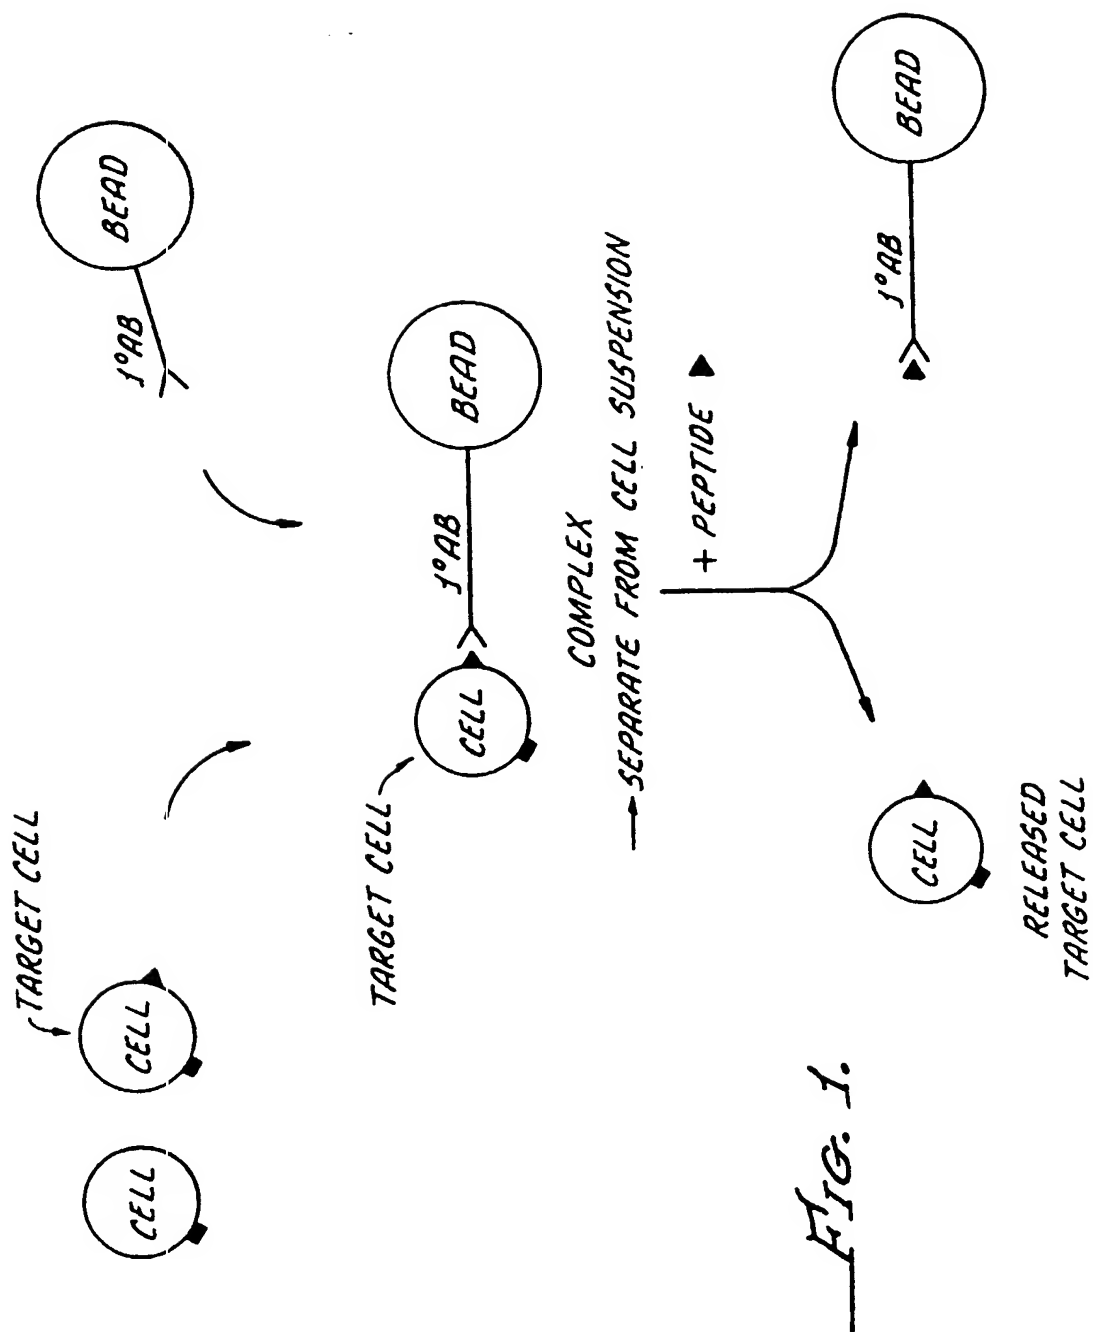 TARGET CELL
CELL
CELL
1°AB
BEAD
TARGET CELL
CELL
1°AB
BEAD
COMPLEX
SEPARATE FROM CELL SUSPENSION
+ PEPTIDE
CELL
1°AB
BEAD
RELEASED
TARGET CELL
FIG. 1.